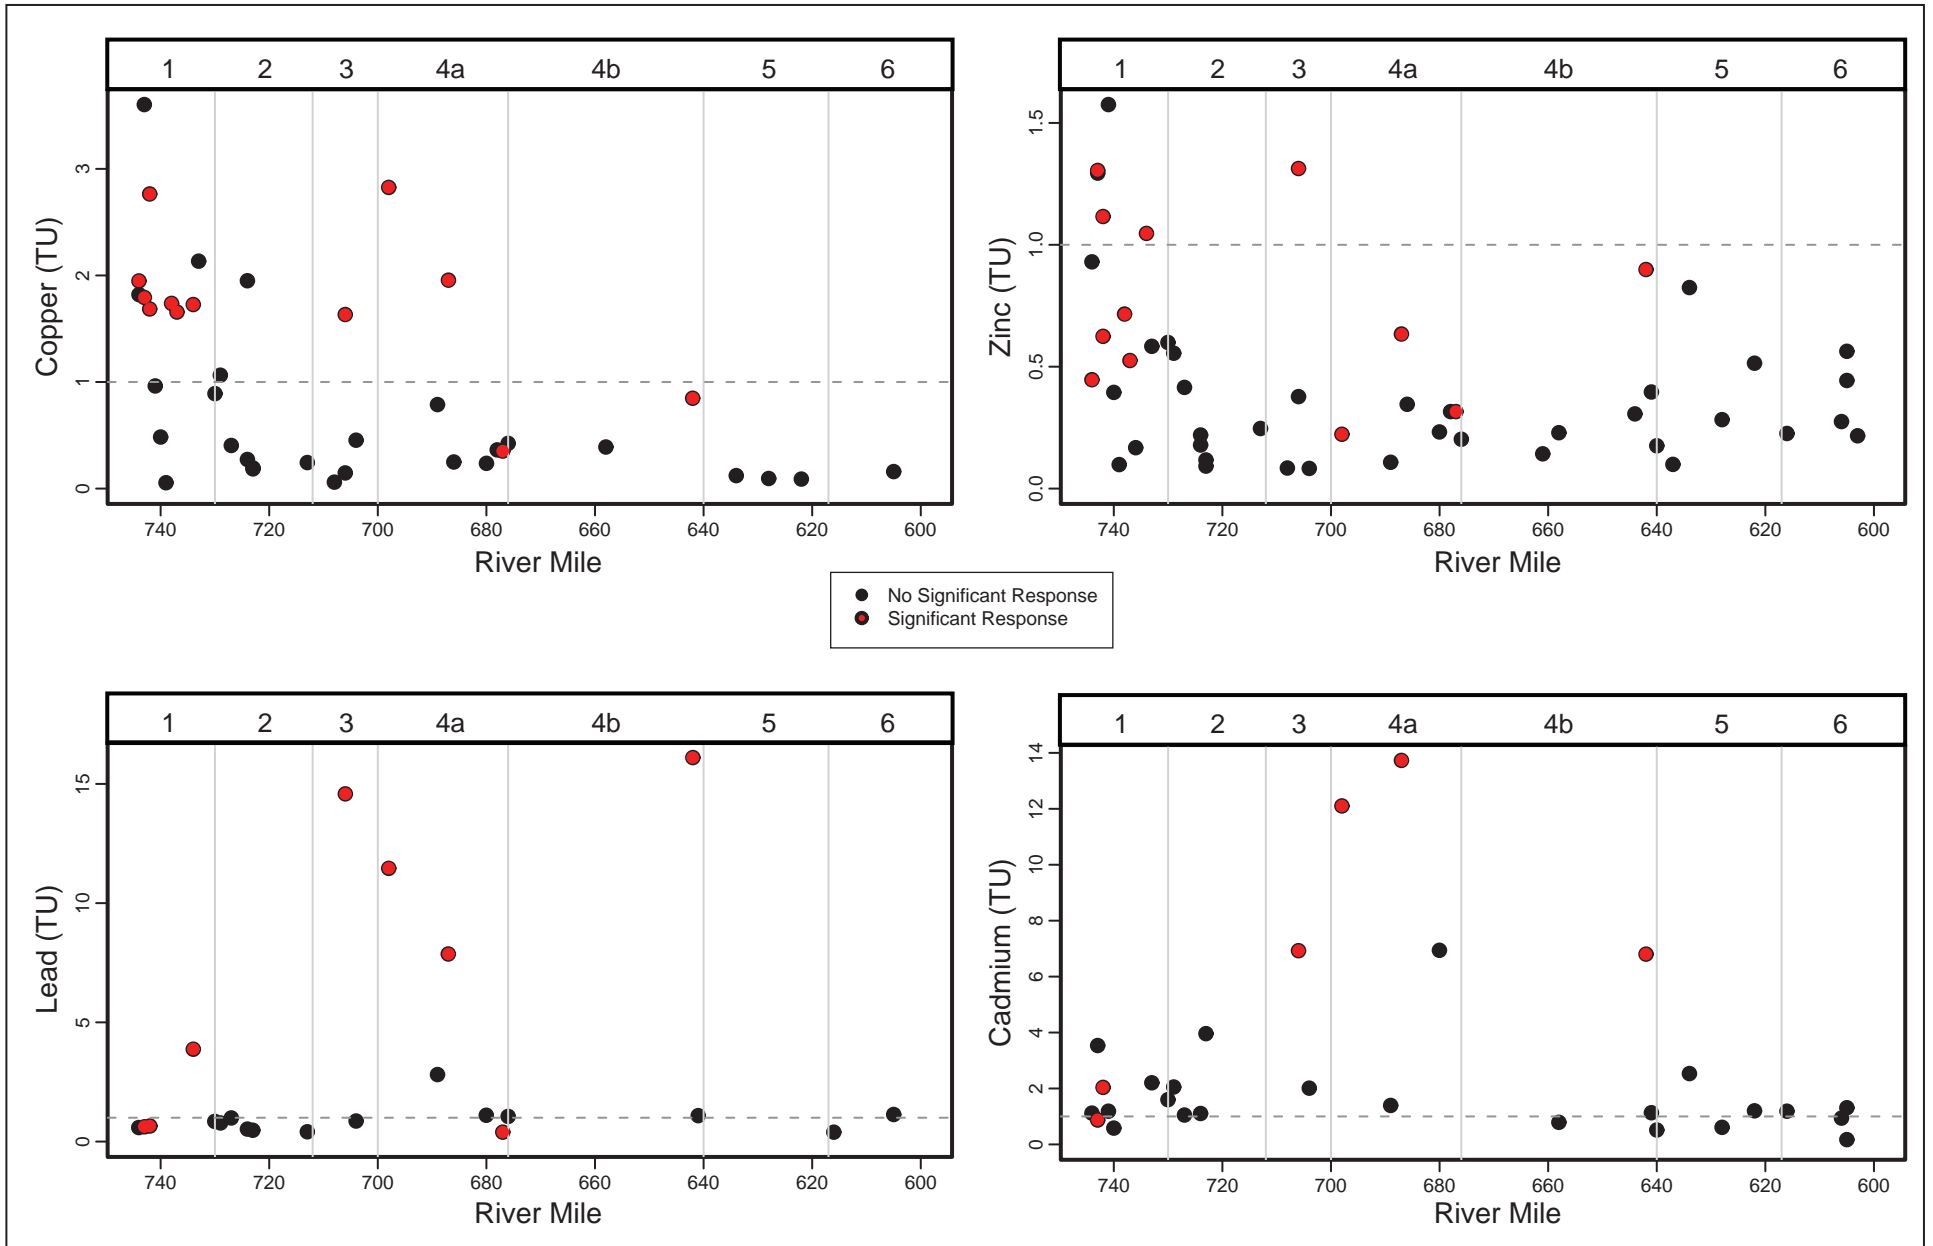 1 2 3 4a 4b 5 6
Copper (TU)
3
2
1
0
740 720 700 680 660 640 620 600
River Mile
1 2 3 4a 4b 5 6
Zinc (TU)
1.5
1.0
0.5
0.0
740 720 700 680 660 640 620 600
River Mile
No Significant Response
Significant Response
1 2 3 4a 4b 5 6
Lead (TU)
15
10
5
0
740 720 700 680 660 640 620 600
River Mile
1 2 3 4a 4b 5 6
Cadmium (TU)
14
12
10
8
6
4
2
0
740 720 700 680 660 640 620 600
River Mile